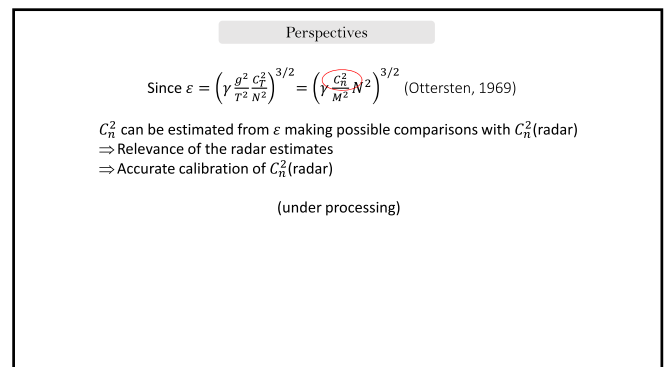 Perspectives
Since ε = (γ g²/T² C_T²/N²)^3/2 = (γ C_n²/M² N²)^3/2 (Ottersten, 1969)
C_n² can be estimated from ε making possible comparisons with C_n²(radar)
⇒ Relevance of the radar estimates
⇒ Accurate calibration of C_n²(radar)
(under processing)